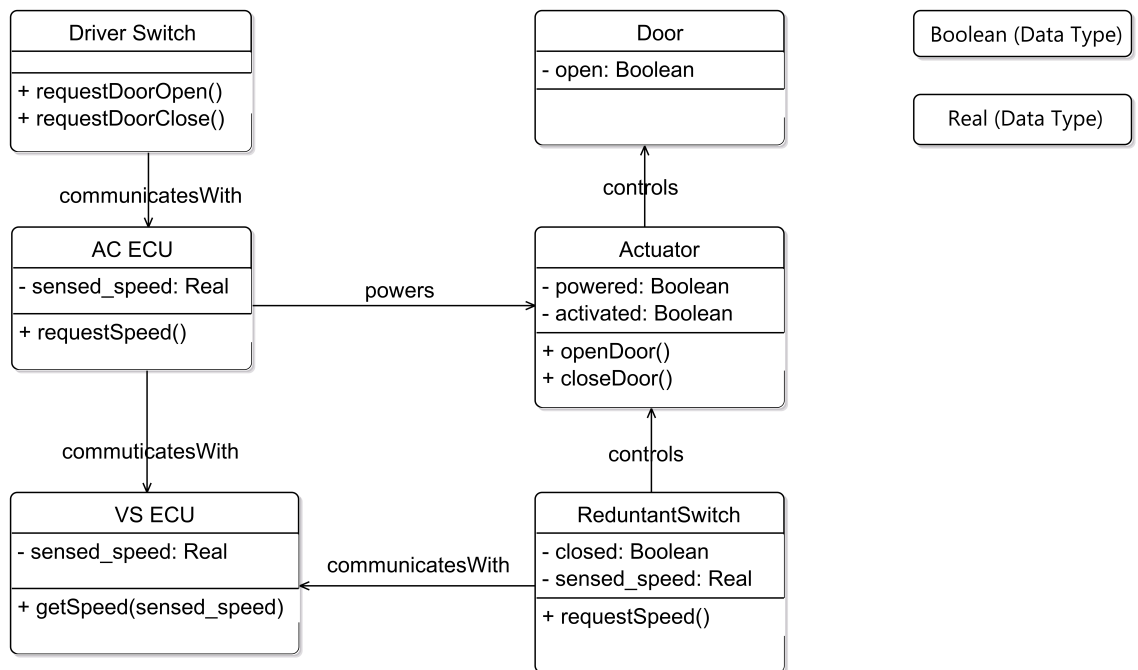 Driver Switch
+ requestDoorOpen()
+ requestDoorClose()
communicatesWith
AC ECU
- sensed_speed: Real
+ requestSpeed()
powers
commuticatesWith
VS ECU
- sensed_speed: Real
+ getSpeed(sensed_speed)
communicatesWith
Door
- open: Boolean
controls
Actuator
- powered: Boolean
- activated: Boolean
+ openDoor()
+ closeDoor()
controls
ReduntantSwitch
- closed: Boolean
- sensed_speed: Real
+ requestSpeed()
Boolean (Data Type)
Real (Data Type)